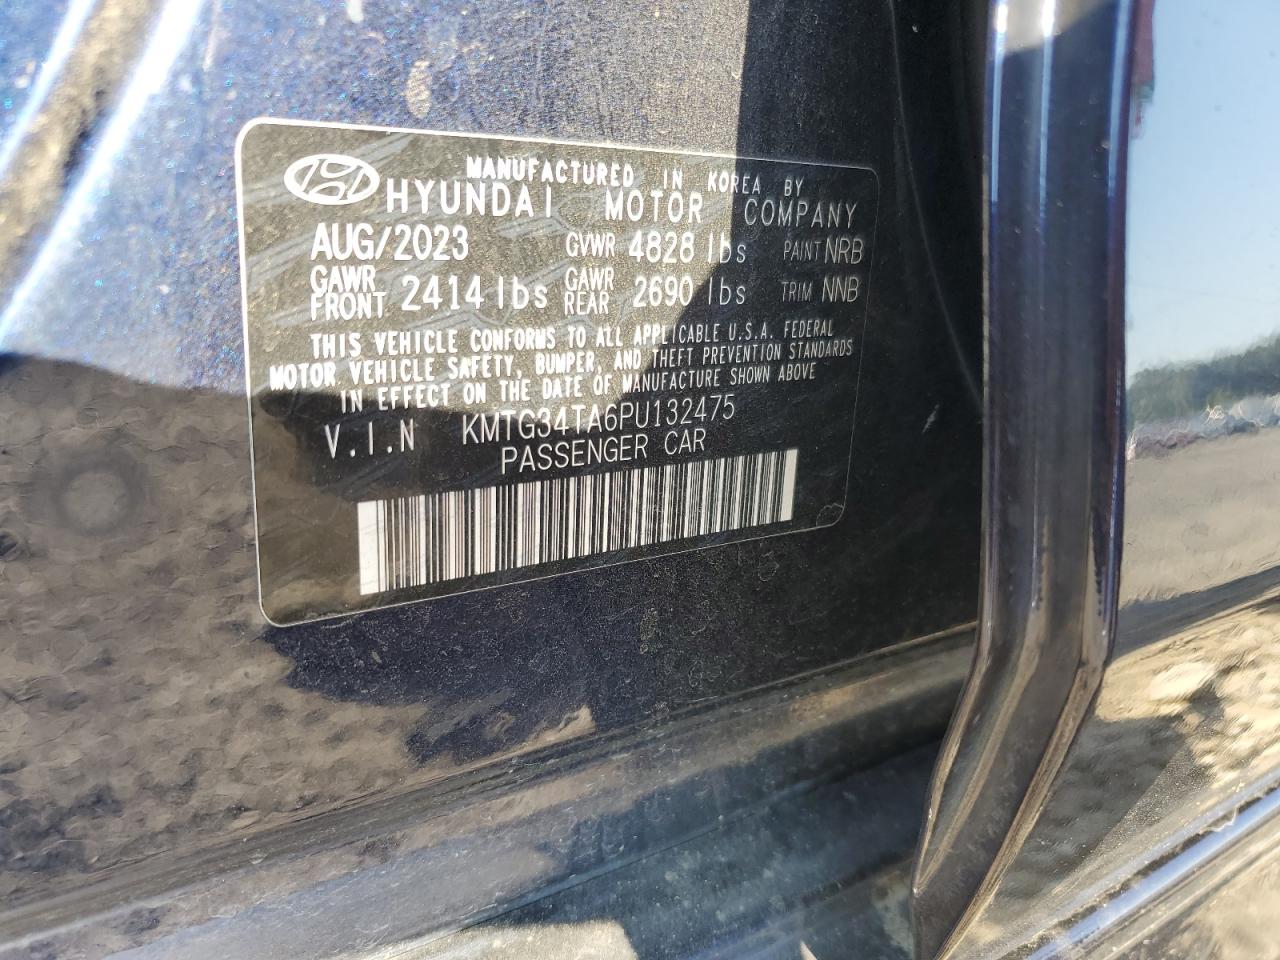 MANUFACTURED IN KOREA BY
HYUNDAI MOTOR COMPANY
AUG/2023 GVWR 4828 lbs PAINT NRB
GAWR FRONT 2414 lbs GAWR REAR 2690 lbs TRIM NNB
THIS VEHICLE CONFORMS TO ALL APPLICABLE U.S.A. FEDERAL
MOTOR VEHICLE SAFETY, BUMPER, AND THEFT PREVENTION STANDARDS
IN EFFECT ON THE DATE OF MANUFACTURE SHOWN ABOVE
V.I.N KMTG34TA6PU132475
PASSENGER CAR